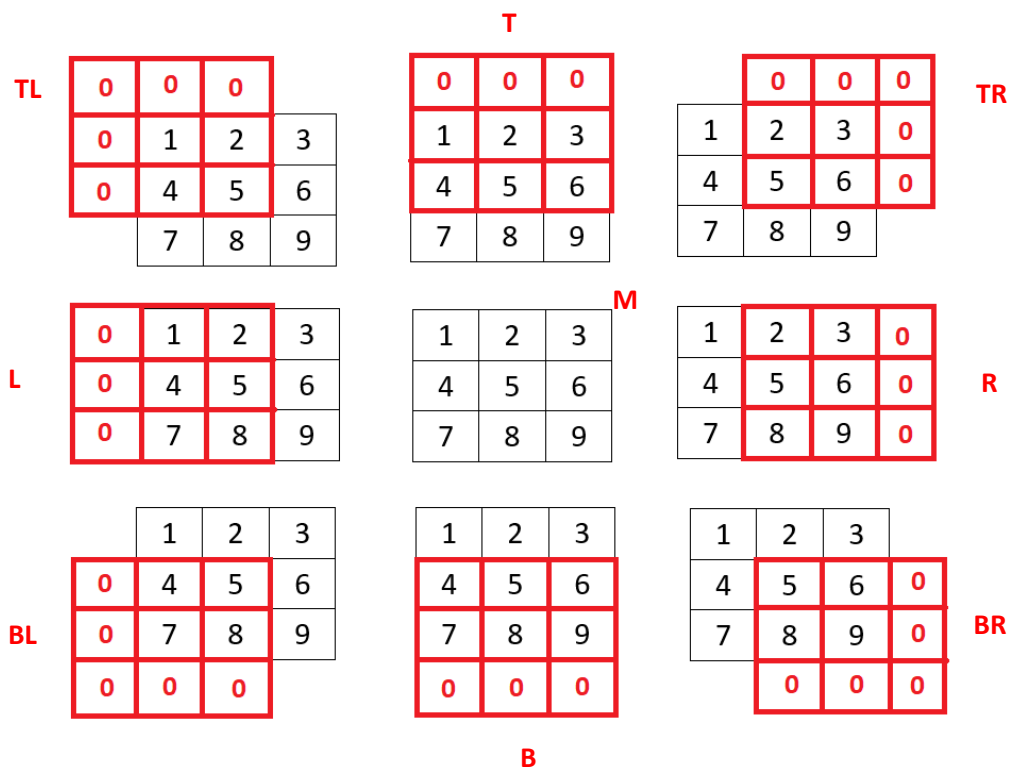 T
TL 0 0 0 0 0 0 TR 0 0 0
0 1 2 3 1 2 3 1 2 3 0
0 4 5 6 4 5 6 4 5 6 0
7 8 9 7 8 9 7 8 9
M
0 1 2 3 1 2 3 1 2 3 0
L 0 4 5 6 4 5 6 4 5 6 0 R
0 7 8 9 7 8 9 7 8 9 0
1 2 3 1 2 3 1 2 3
0 4 5 6 4 5 6 4 5 6 0
BL 0 7 8 9 7 8 9 7 8 9 0 BR
0 0 0 0 0 0 0 0 0
B